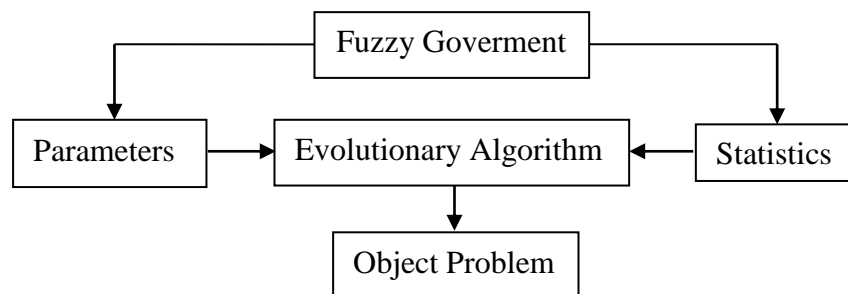 Fuzzy Goverment
Parameters
Evolutionary Algorithm
Statistics
Object Problem